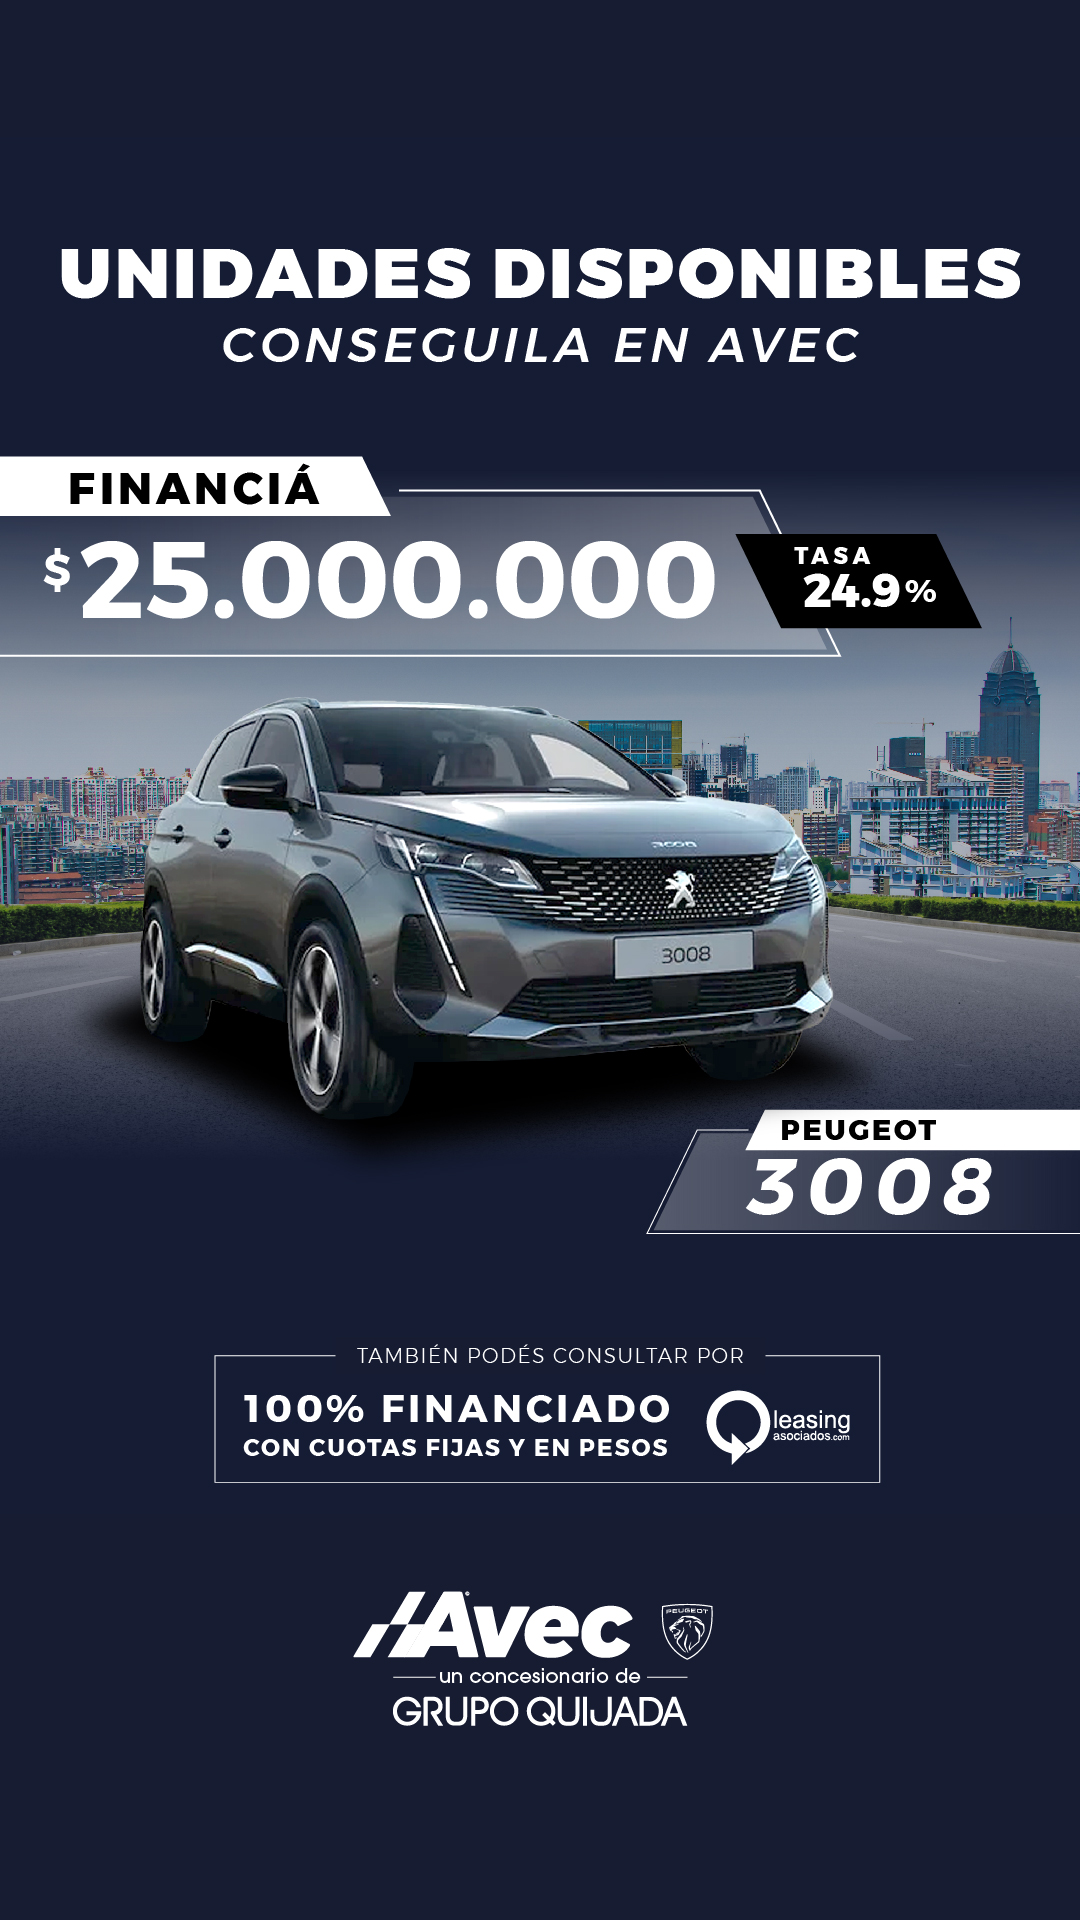 UNIDADES DISPONIBLES
CONSEGUILA EN AVEC
FINANCIÁ
$25.000.000
TASA
24.9%
3008
3008
PEUGEOT
3008
TAMBIÉN PODÉS CONSULTAR POR
100% FINANCIADO
CON CUOTAS FIJAS Y EN PESOS
leasing
asociados.com
Avec
PEUGEOT
un concesionario de
GRUPO QUIJADA